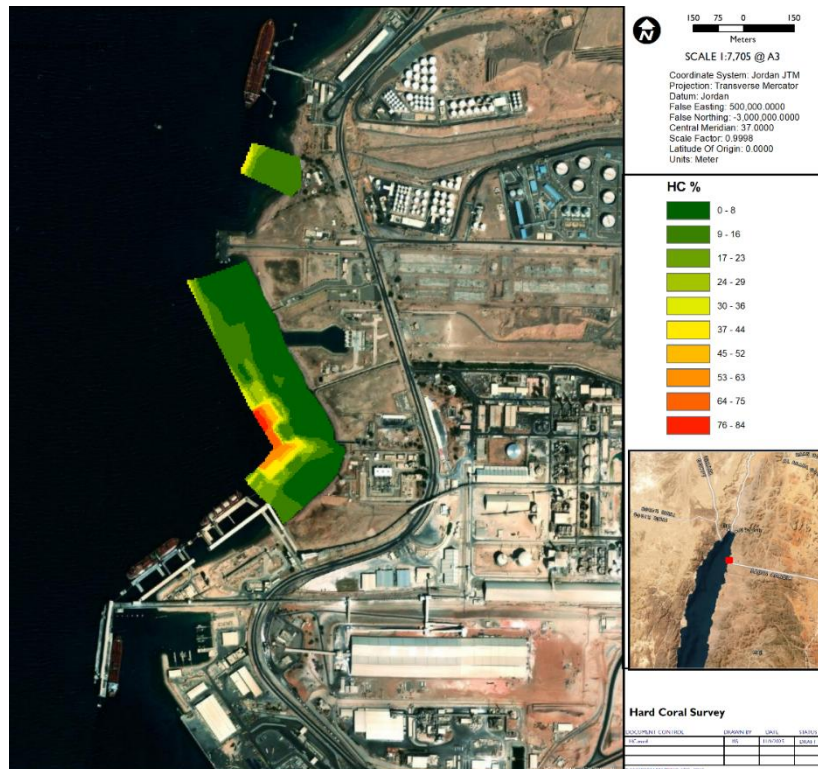 N
150 75 0 150
Meters
SCALE 1:7,705 @ A3
Coordinate System: Jordan JTM
Projection: Transverse Mercator
Datum: Jordan
False Easting: 500,000.0000
False Northing: -3,000,000.0000
Central Meridian: 37.0000
Scale Factor: 0.9998
Latitude Of Origin: 0.0000
Units: Meter
HC %
0 - 8
9 - 16
17 - 23
24 - 29
30 - 36
37 - 44
45 - 52
53 - 63
64 - 75
76 - 84
Hard Coral Survey
DOCUMENT CONTROL DRAWN BY DATE STATUS
DRAFT